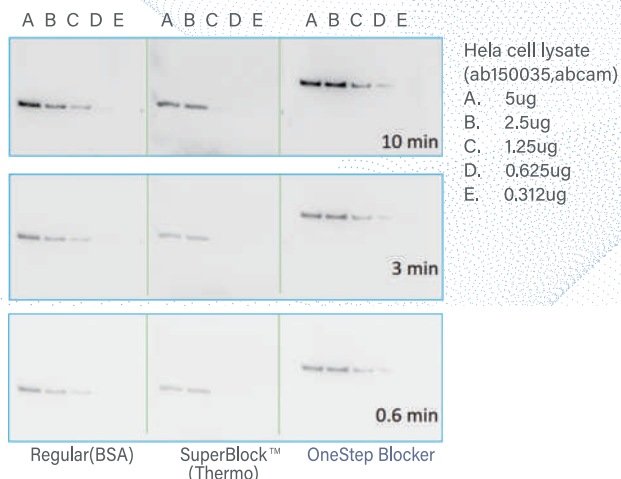 A B C D E A B C D E A B C D E
10 min
3 min
0.6 min
Regular(BSA) SuperBlock™ OneStep Blocker
(Thermo)
Hela cell lysate
(ab150035,abcam)
A. 5ug
B. 2.5ug
C. 1.25ug
D. 0.625ug
E. 0.312ug